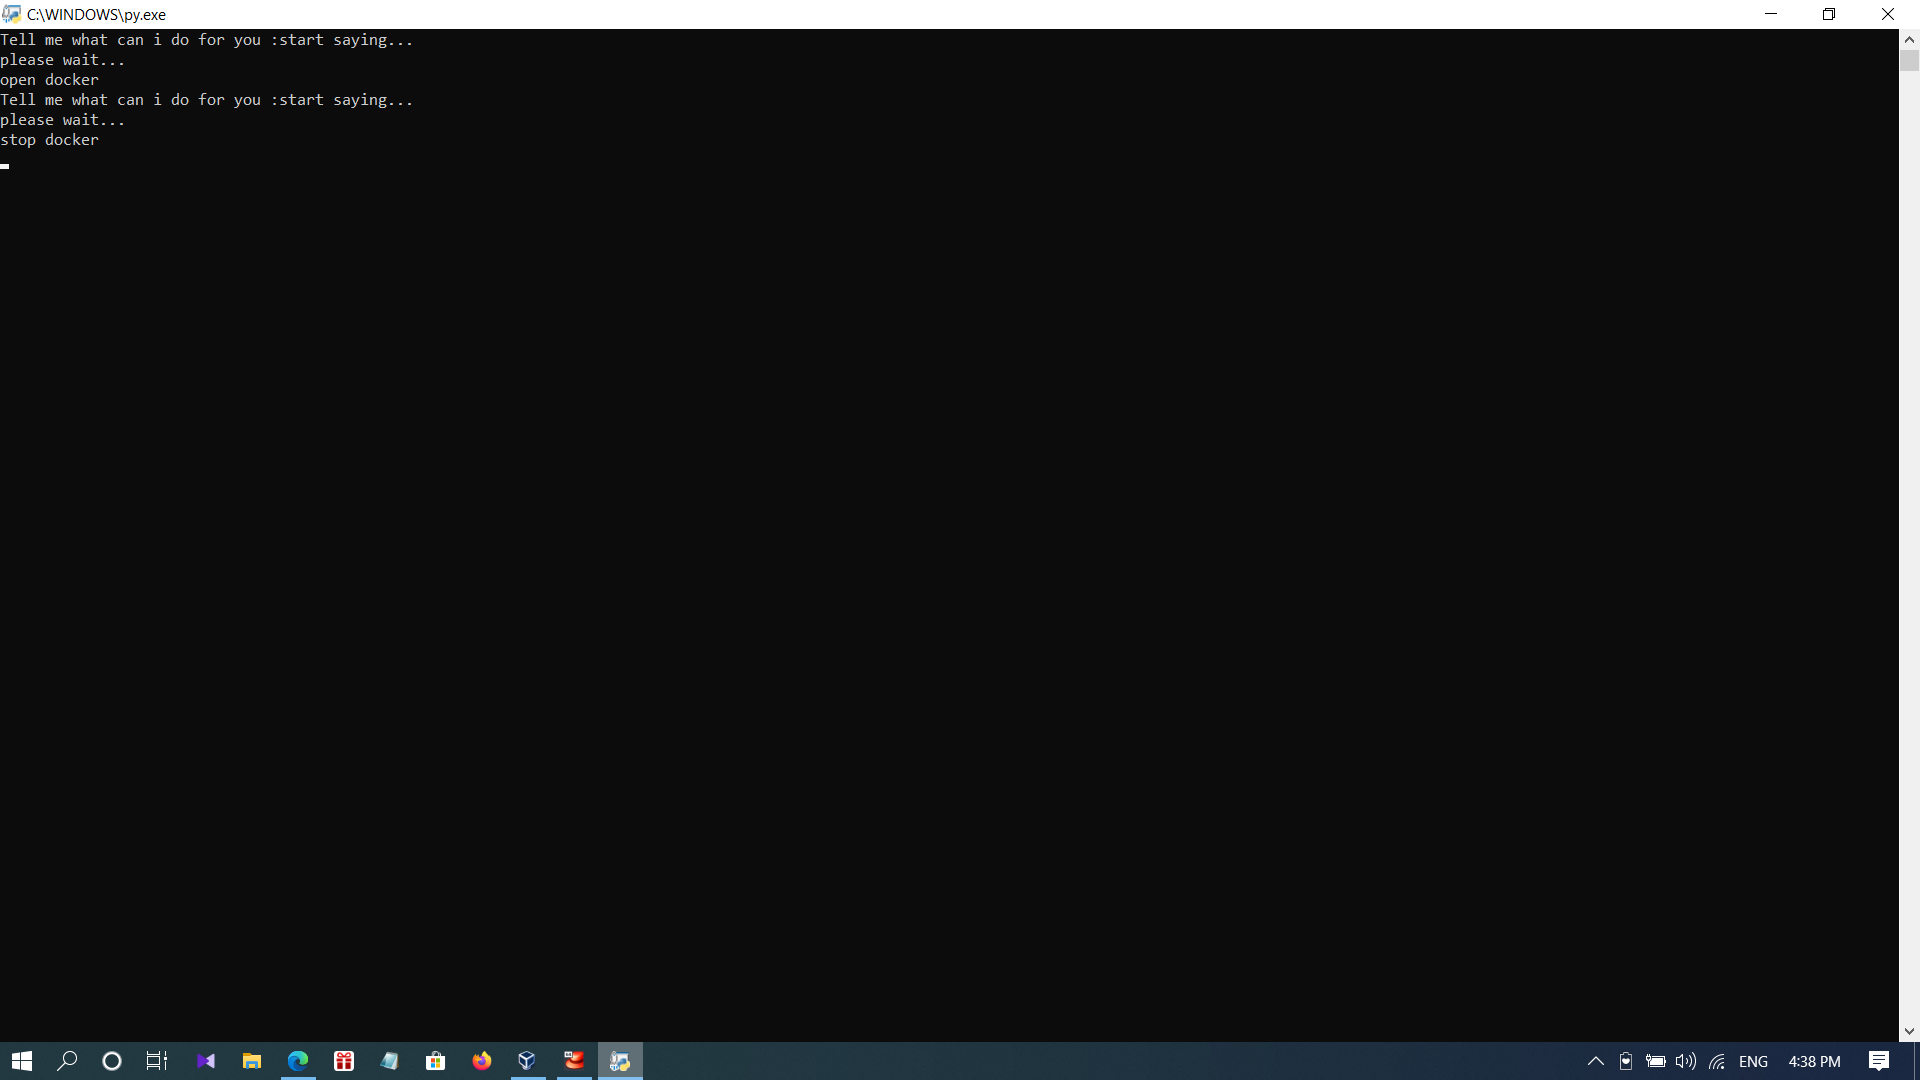 C:\WINDOWS\py.exe
Tell me what can i do for you :start saying...
please wait...
open docker
Tell me what can i do for you :start saying...
please wait...
stop docker
ENG
4:38 PM